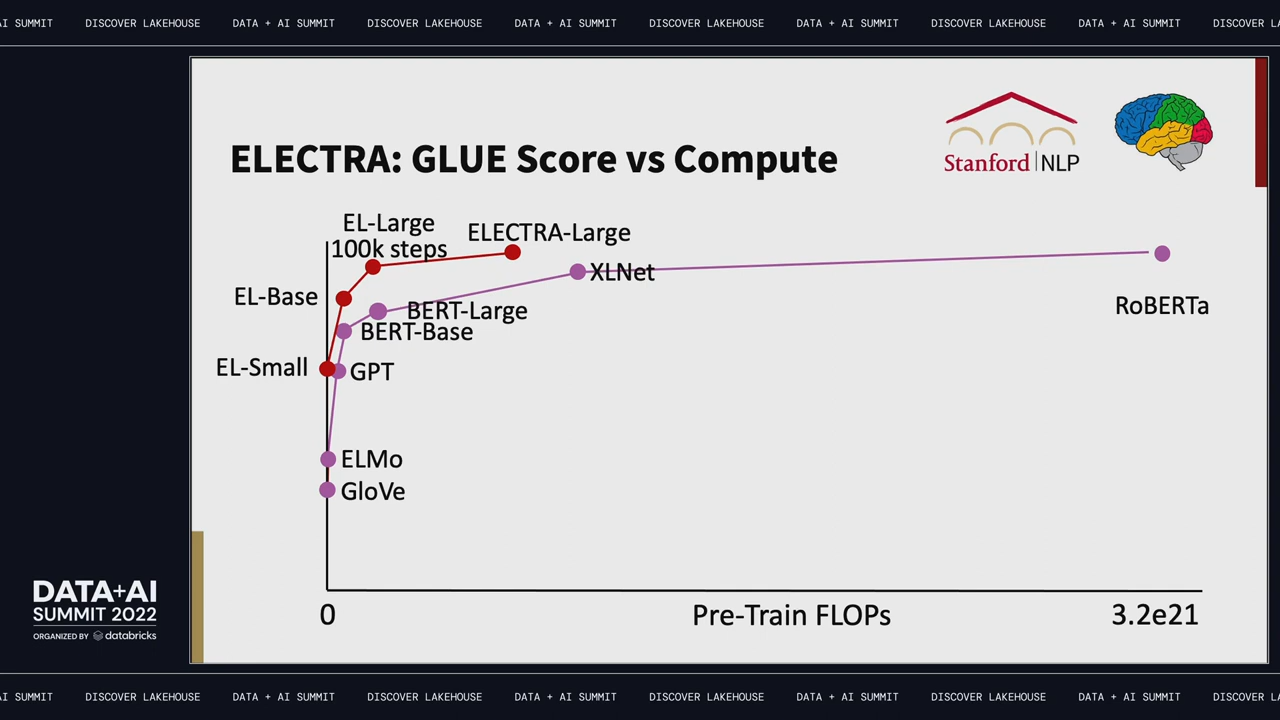 AI SUMMIT DISCOVER LAKEHOUSE DATA + AI SUMMIT DISCOVER LAKEHOUSE DATA + AI SUMMIT DISCOVER LAKEHOUSE DATA + AI SUMMIT DISCOVER LAKEHOUSE DATA + AI SUMMIT DISCOVER
Stanford NLP
ELECTRA: GLUE Score vs Compute
EL-Large
100k steps
ELECTRA-Large
XLNet
EL-Base
RoBERTa
BERT-Large
BERT-Base
EL-Small
GPT
ELMo
GloVe
0
Pre-Train FLOPs
3.2e21
DATA+AI
SUMMIT 2022
ORGANIZED BY databricks
AI SUMMIT DISCOVER LAKEHOUSE DATA + AI SUMMIT DISCOVER LAKEHOUSE DATA + AI SUMMIT DISCOVER LAKEHOUSE DATA + AI SUMMIT DISCOVER LAKEHOUSE DATA + AI SUMMIT DISCOVER